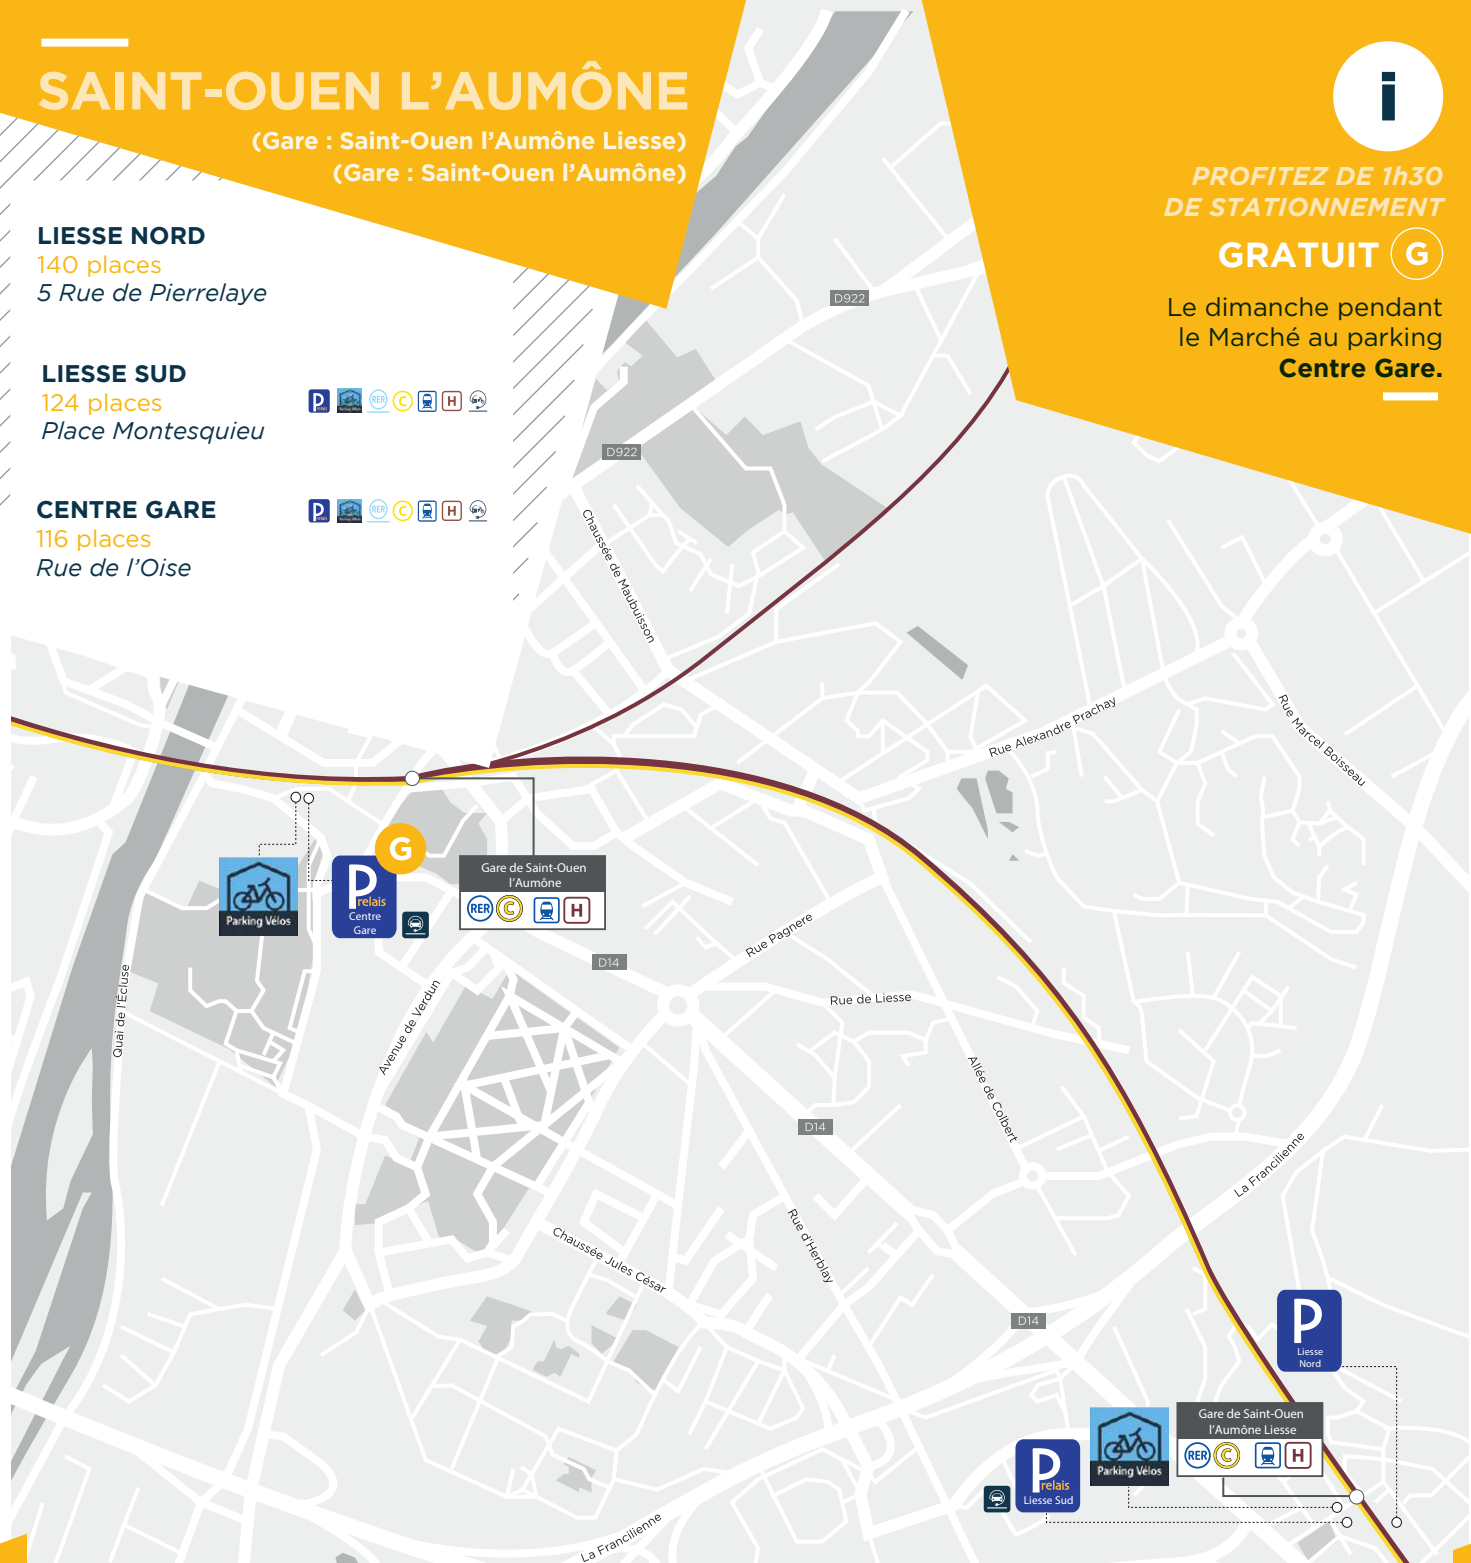 SAINT-OUEN L'AUMÔNE
(Gare : Saint-Ouen l'Aumône Liesse)
(Gare : Saint-Ouen l'Aumône)
i
PROFITEZ DE 1h30
DE STATIONNEMENT
GRATUIT G
Le dimanche pendant
le Marché au parking
Centre Gare.
LIESSE NORD
140 places
5 Rue de Pierrelaye
LIESSE SUD
124 places
Place Montesquieu
P relais RER C H
CENTRE GARE
116 places
Rue de l'Oise
P relais RER C H
D922
D922
Chaussée de Maubuisson
Rue Alexandre Prachay
Rue Marcel Boisseau
G
Parking Vélos
P relais
Centre
Gare
Gare de Saint-Ouen
l'Aumône
RER C H
Rue Pagnere
D14
Rue de Liesse
Quai de l'Écluse
Avenue de Verdun
Allée de Colbert
D14
La Francilienne
Rue d'Herblay
Chaussée Jules César
D14
P
Liesse
Nord
Gare de Saint-Ouen
l'Aumône Liesse
RER C H
Parking Vélos
P relais
Liesse Sud
La Francilienne